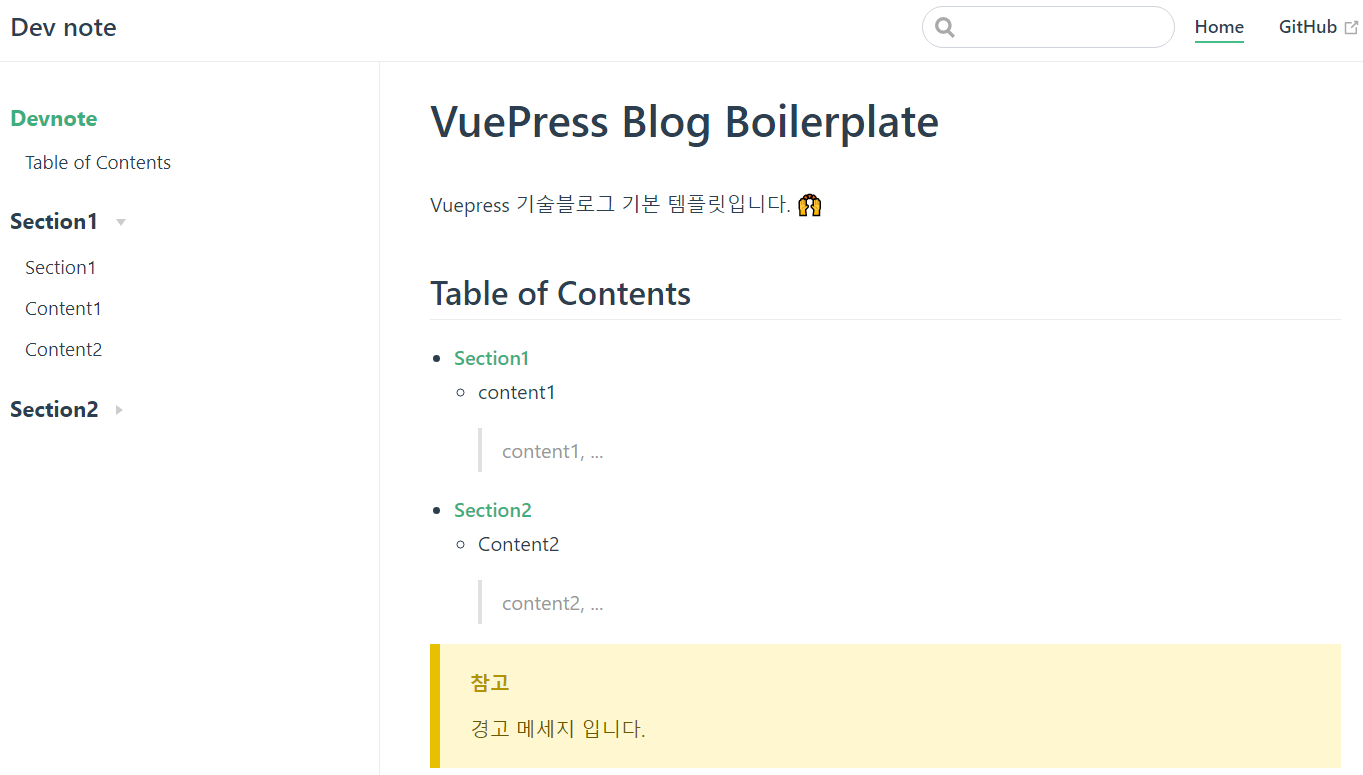 Dev note
Home
GitHub
Devnote
Table of Contents
Section1
Section1
Content1
Content2
Section2
VuePress Blog Boilerplate
Vuepress 기술블로그 기본 템플릿입니다. 🙌
Table of Contents
Section1
content1
content1, ...
Section2
Content2
content2, ...
참고
경고 메세지 입니다.